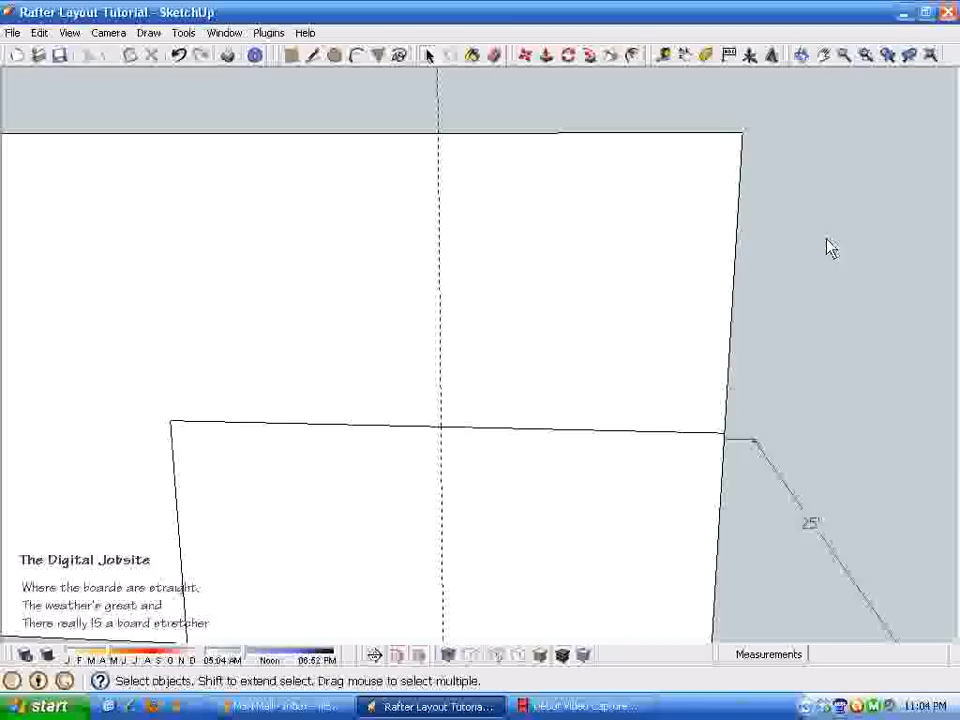 Rafter Layout Tutorial - SketchUp
File Edit View Camera Draw Tools Window Plugins Help
25'
The Digital Jobsite
Where the boards are straight,
The weather's great and
There really IS a board stretcher
J F M A M J J A S O N D 05:04 AM Noon 06:52 PM
Measurements
Select objects. Shift to extend select. Drag mouse to select multiple.
start
Rafter Layout Tutoria...
Debut Video Capture...
11:04 PM